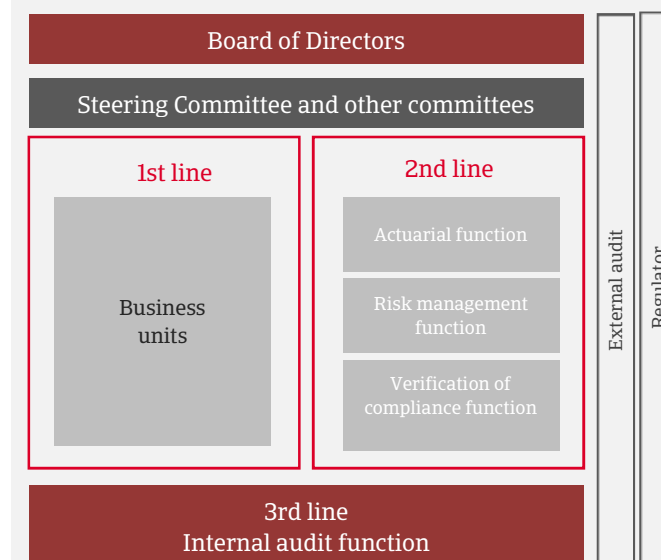 Board of Directors
Steering Committee and other committees
1st line
Business
units
2nd line
Actuarial function
Risk management
function
Verification of
compliance function
3rd line
Internal audit function
External audit
Regulator